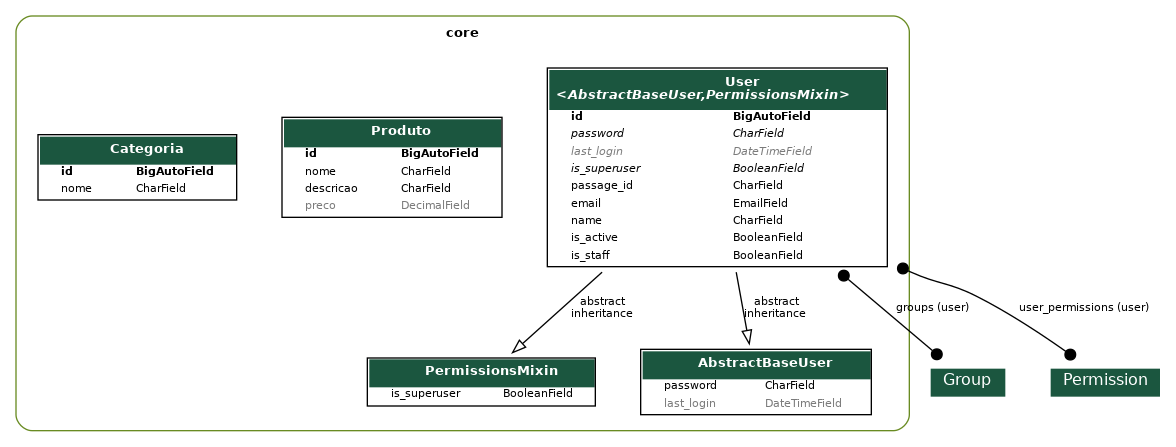 core
Categoria
id BigAutoField
nome CharField
Produto
id BigAutoField
nome CharField
descricao CharField
preco DecimalField
User
<AbstractBaseUser,PermissionsMixin>
id BigAutoField
password CharField
last_login DateTimeField
is_superuser BooleanField
passage_id CharField
email EmailField
name CharField
is_active BooleanField
is_staff BooleanField
abstract
inheritance
abstract
inheritance
groups (user)
user_permissions (user)
PermissionsMixin
is_superuser BooleanField
AbstractBaseUser
password CharField
last_login DateTimeField
Group
Permission